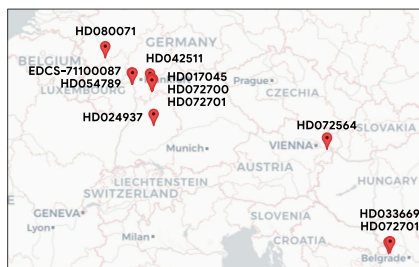 HD080071
GERMANY
BELGIUM
HD042511
EDCS-71100087
HD017045
Prague
HD054789
LUXEMBOURG
HD072700
CZECHIA
HD072701
HD024937
HD072564
SLOVAKIA
Munich
VIENNA
AUSTRIA
LIECHTENSTEIN
HUNGARY
SWITZERLAND
GENEVA
SLOVENIA
HD033669
Lyon
Milan
CROATIA
HD072701
Belgrade